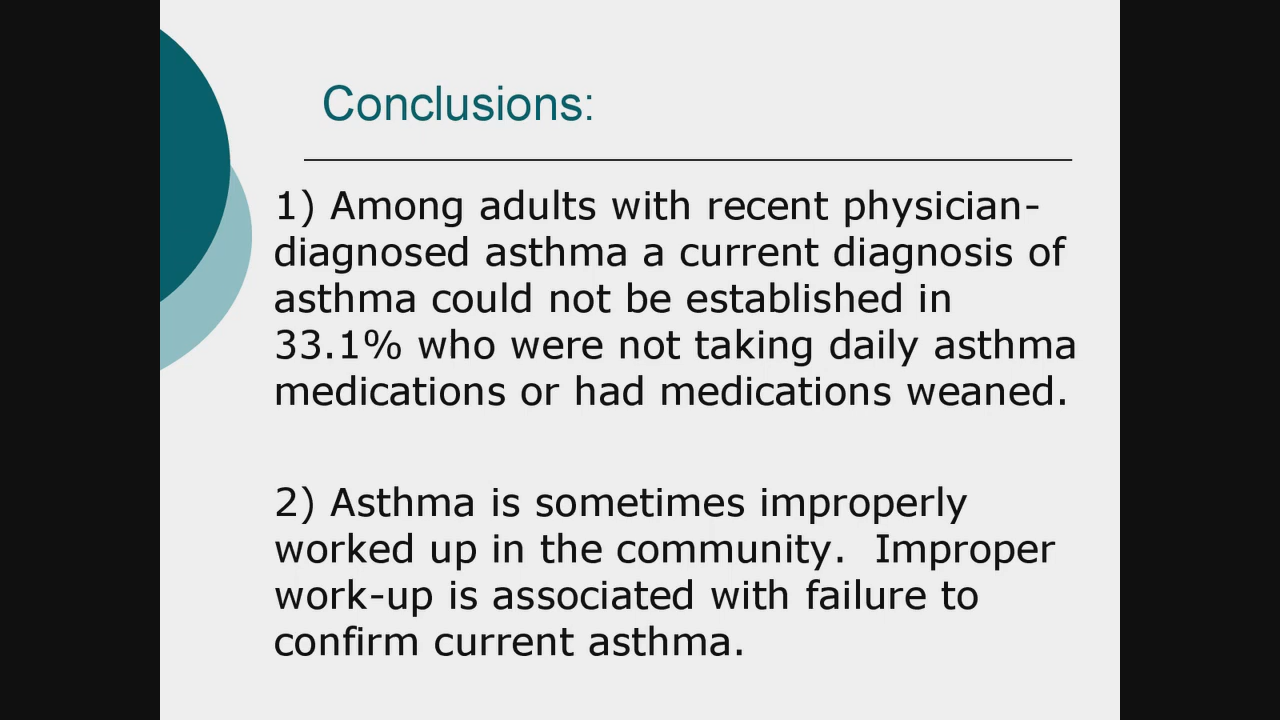 Conclusions:
1) Among adults with recent physician-
diagnosed asthma a current diagnosis of
asthma could not be established in
33.1% who were not taking daily asthma
medications or had medications weaned.
2) Asthma is sometimes improperly
worked up in the community.  Improper
work-up is associated with failure to
confirm current asthma.